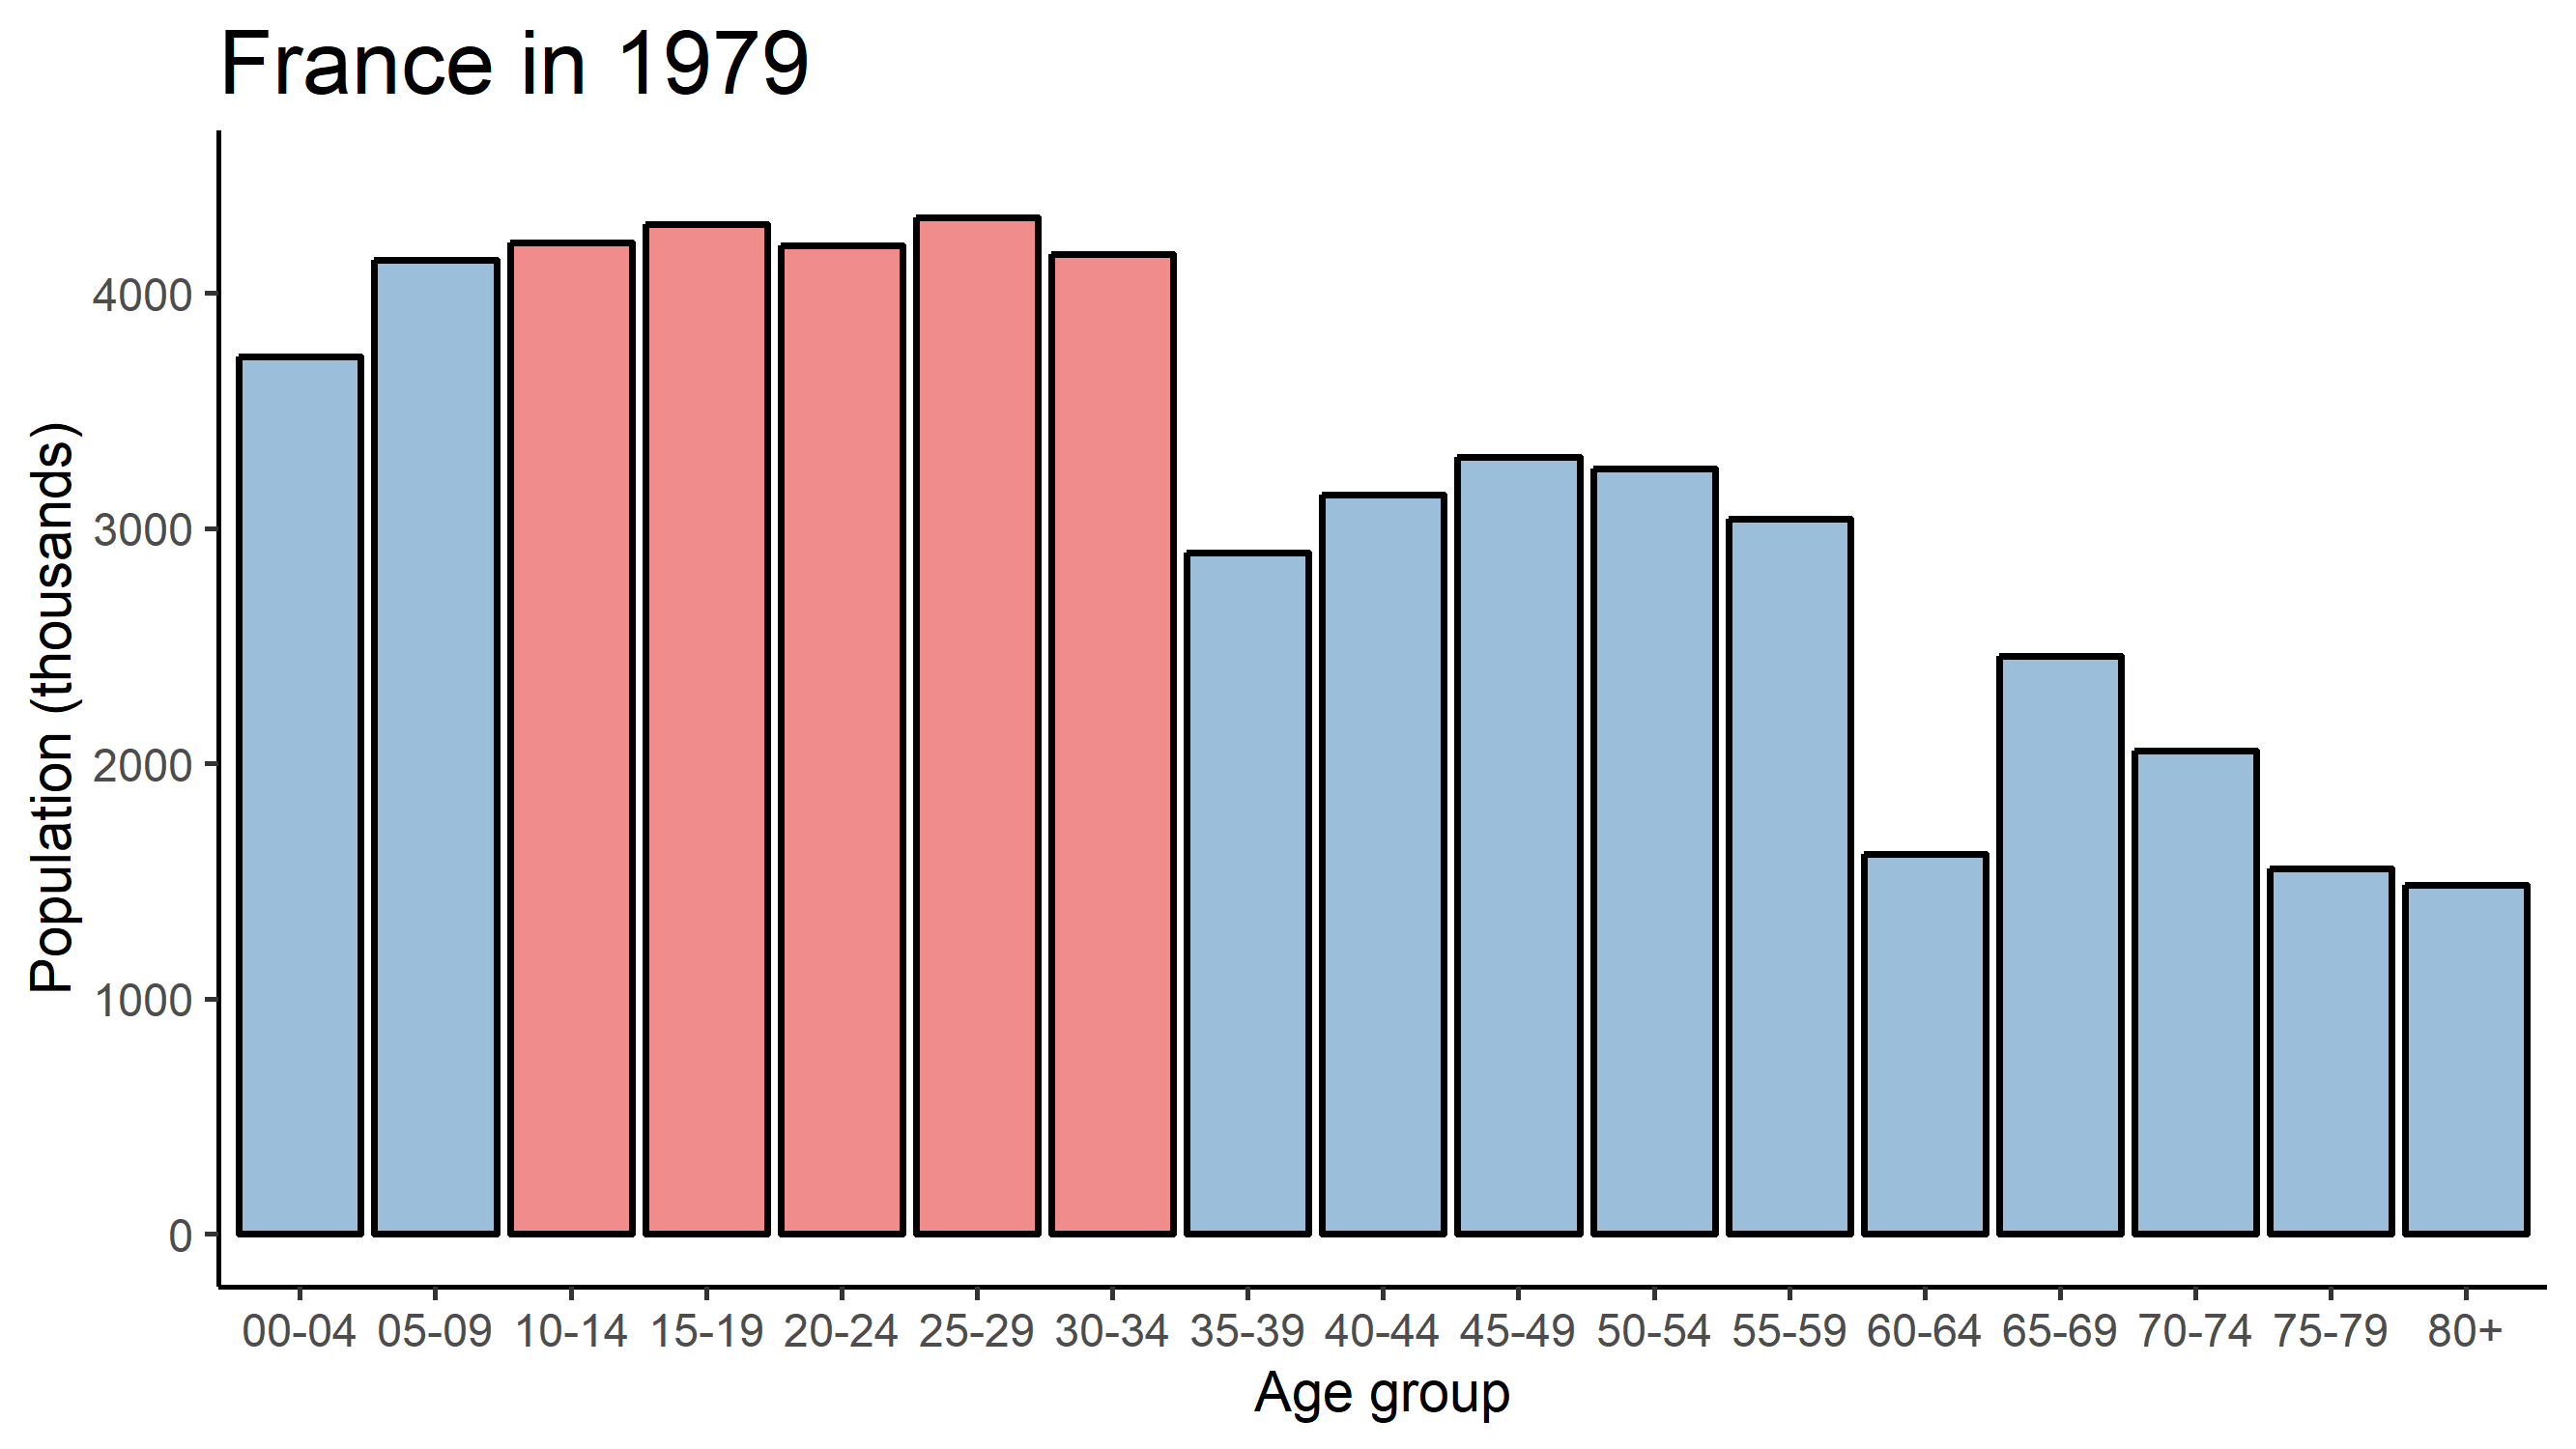 France in 1979
Population (thousands)
4000
3000
2000
1000
0
00-04 05-09 10-14 15-19 20-24 25-29 30-34 35-39 40-44 45-49 50-54 55-59 60-64 65-69 70-74 75-79 80+
Age group